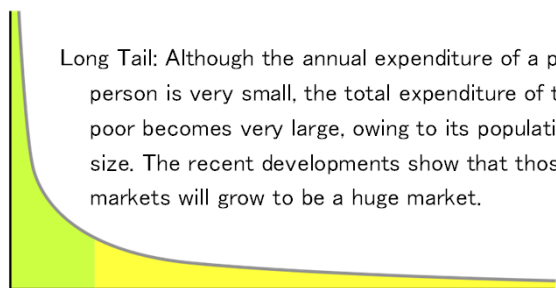 Long Tail: Although the annual expenditure of a
person is very small, the total expenditure of
poor becomes very large, owing to its
size. The recent developments show that
markets will grow to be a huge market.